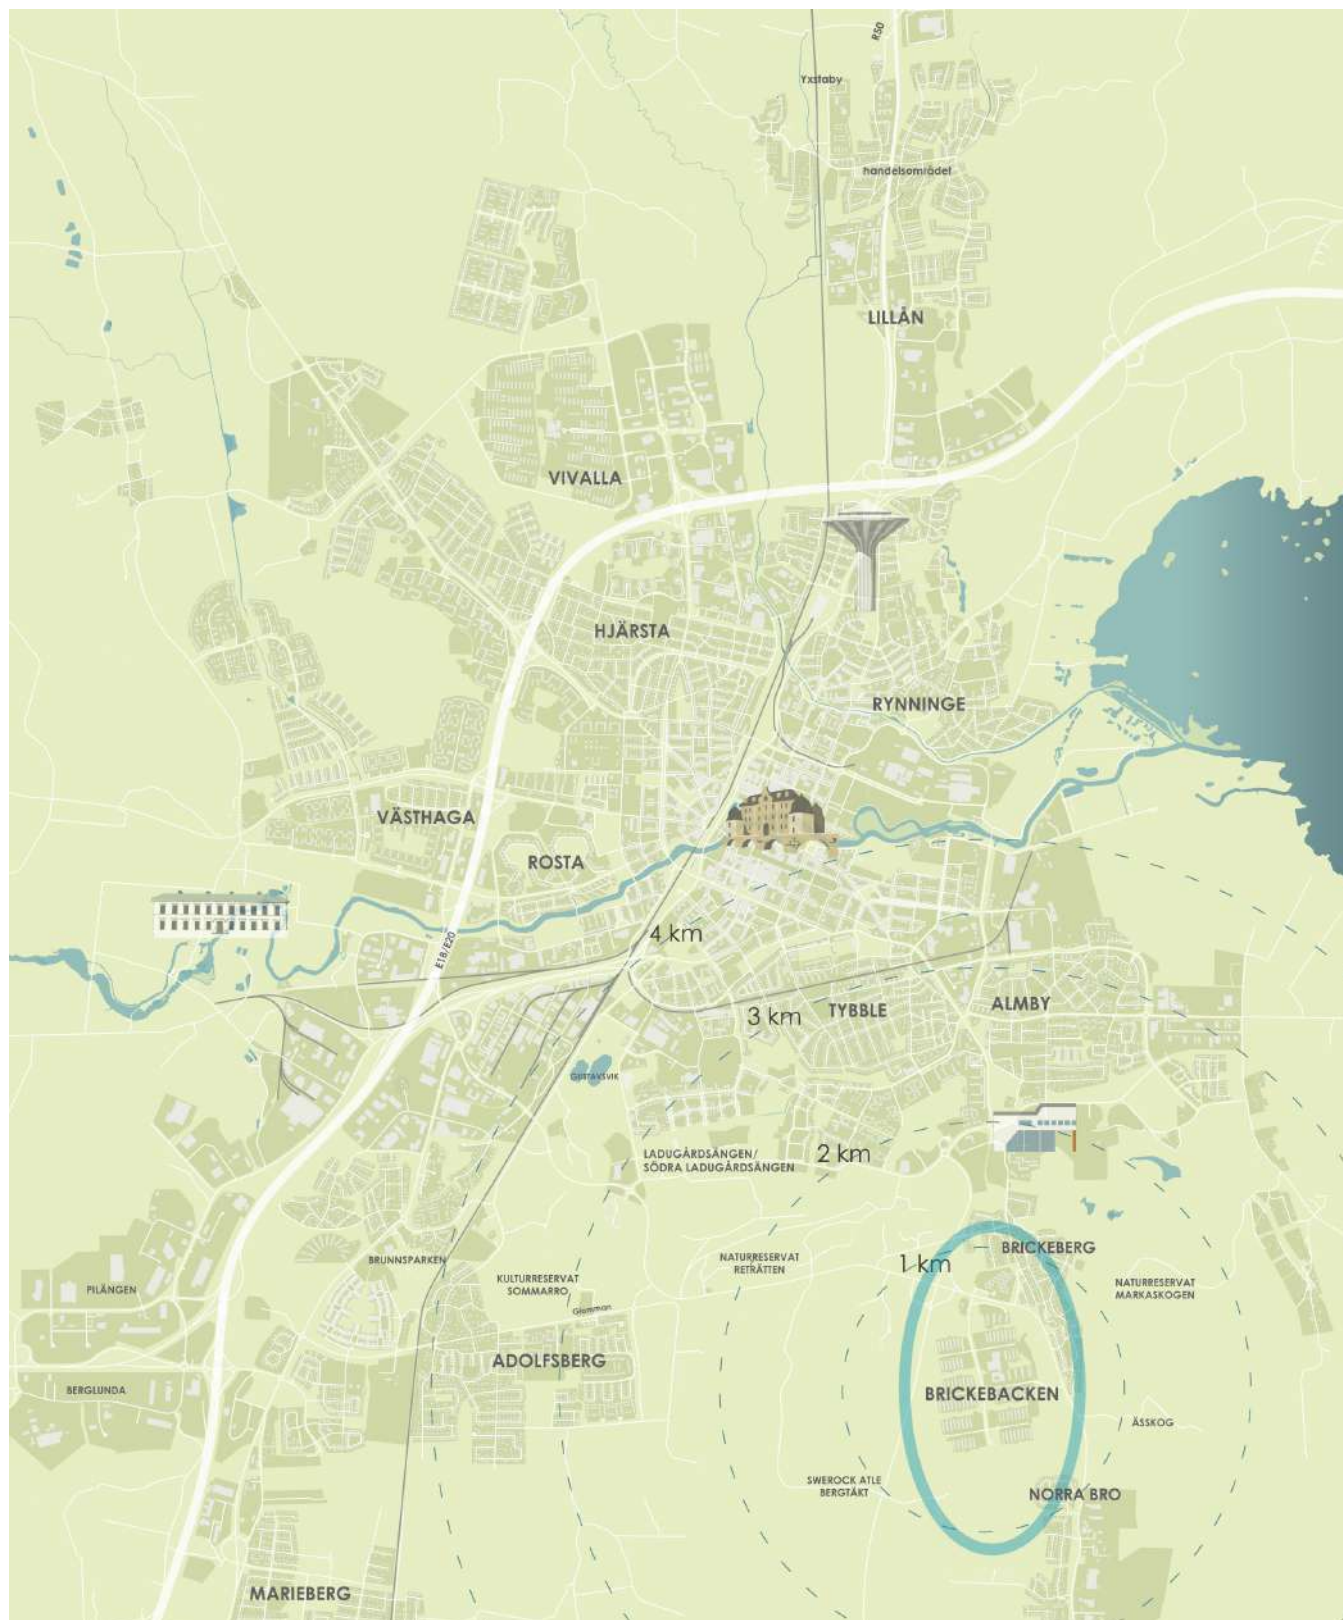 R50
Yxstaby
handelsområdet
LILLÅN
VIVALLA
HJÄRSTA
RYNNINGE
VÄSTHAGA
ROSTA
4 km
E18/E20
3 km
TYBBLE
ALMBY
GUSTAVSVIK
LADUGÅRDSÄNGEN/
SÖDRA LADUGÅRDSÄNGEN
2 km
BRICKEBERG
1 km
NATURRESERVAT
RETRÄTTEN
BRUNNSPARKEN
KULTURRESERVAT
SOMMARRO
NATURRESERVAT
MARKASKOGEN
PILÄNGEN
Glomman
ADOLFSBERG
BERGLUNDA
BRICKEBACKEN
ÄSSKOG
SWEROCK ATLE
BERGTÄKT
NORRA BRO
MARIEBERG